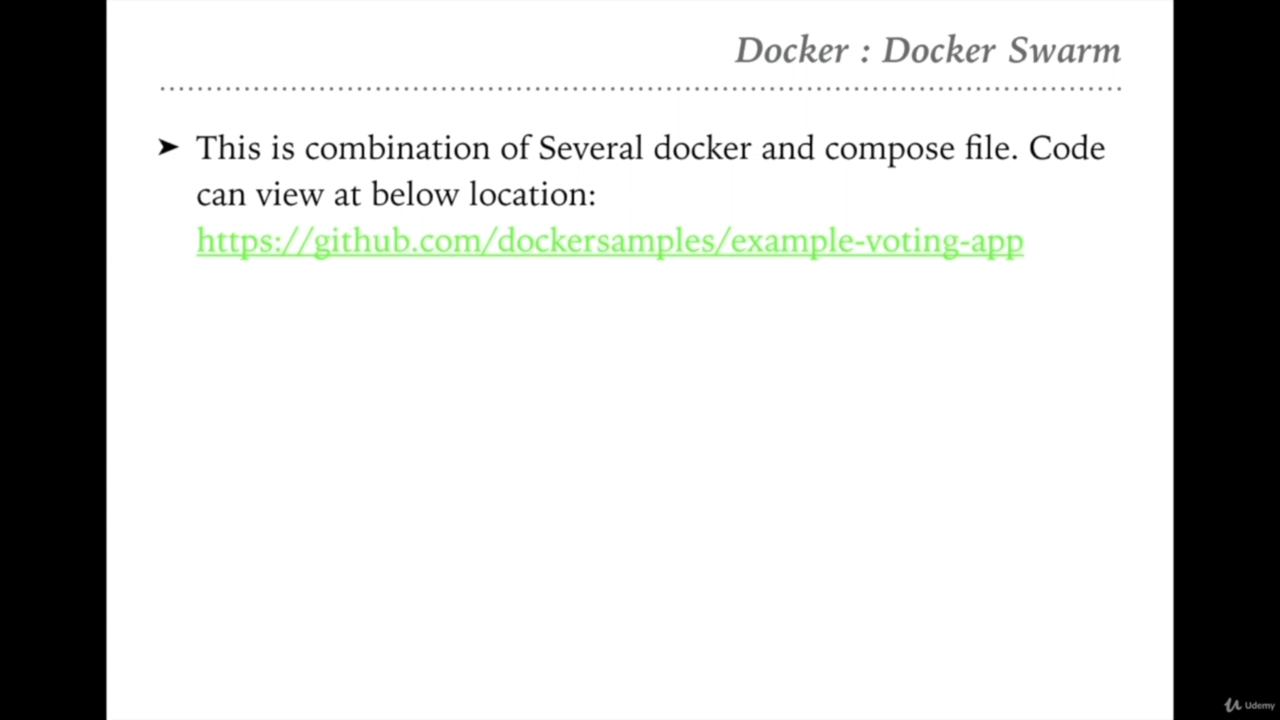 Docker : Docker Swarm
➤ This is combination of Several docker and compose file. Code
can view at below location:
https://github.com/dockersamples/example-voting-app
Udemy